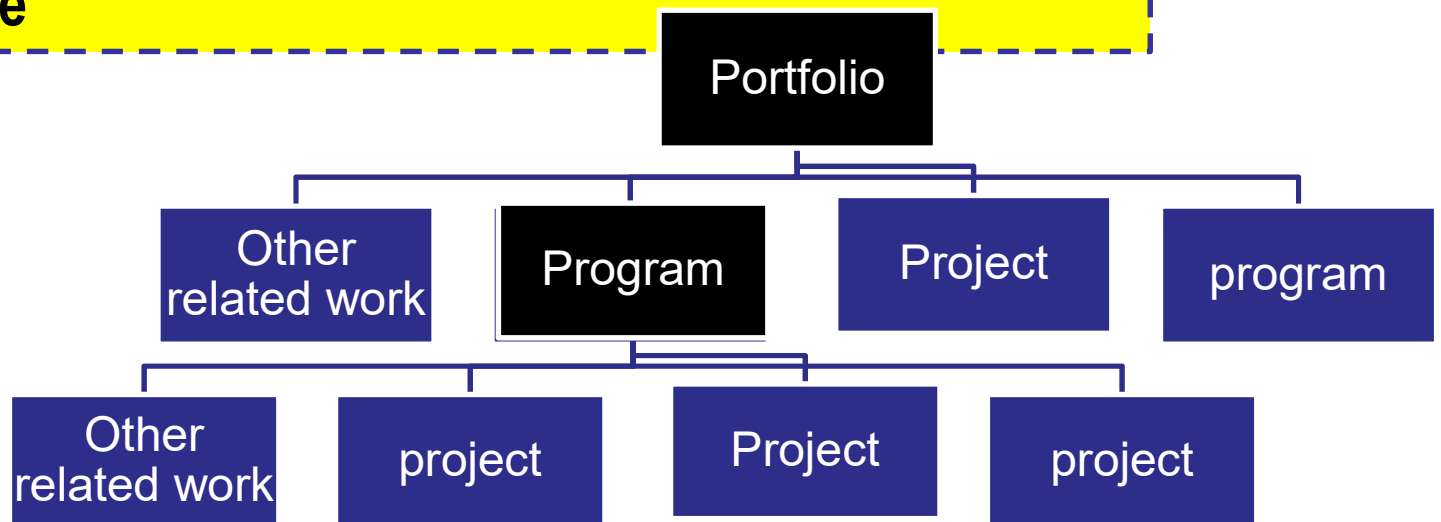 e
Portfolio
Other
related work
Program
Project
program
Other
related work
project
Project
project